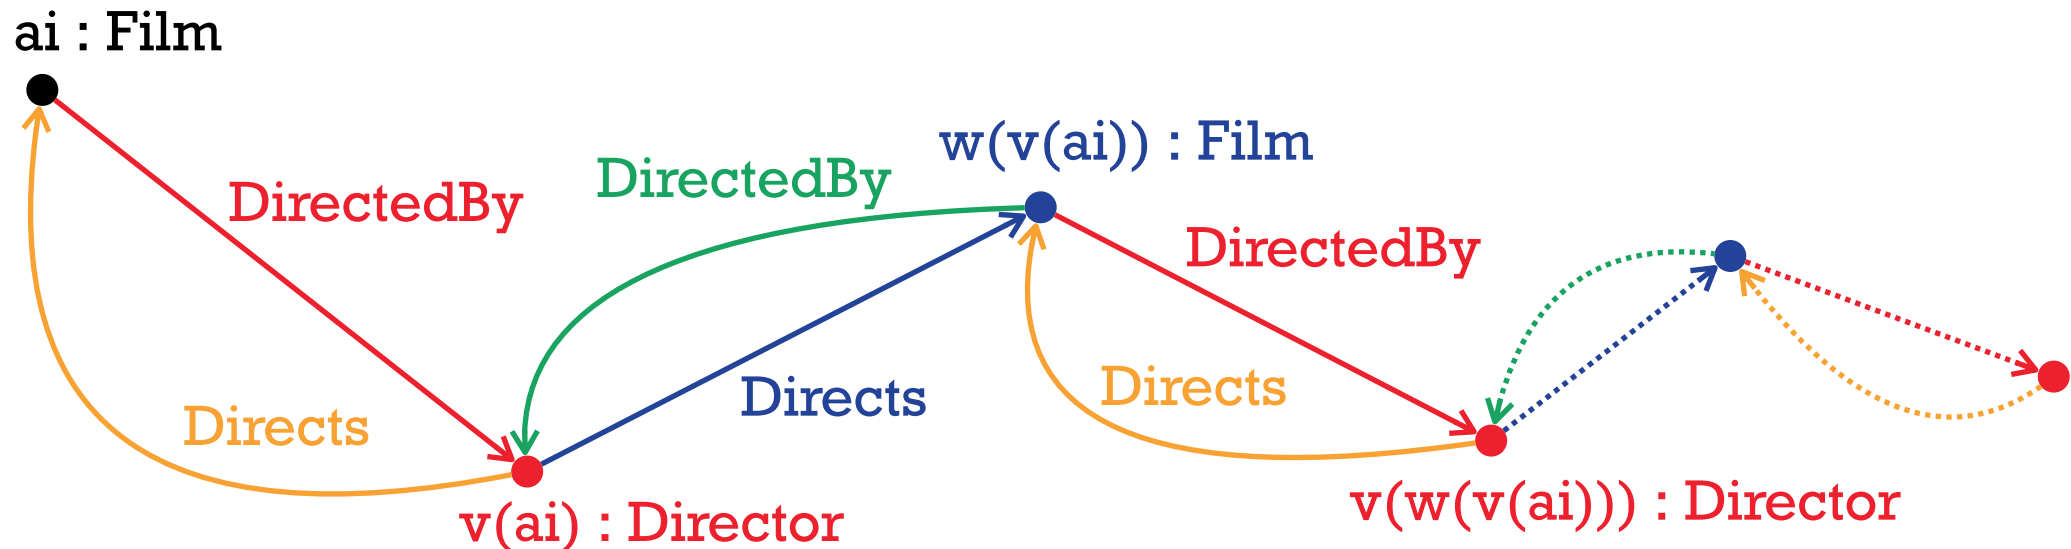 ai : Film
w(v(ai)) : Film
DirectedBy
DirectedBy
DirectedBy
Directs
Directs
Directs
v(ai) : Director
v(w(v(ai))) : Director